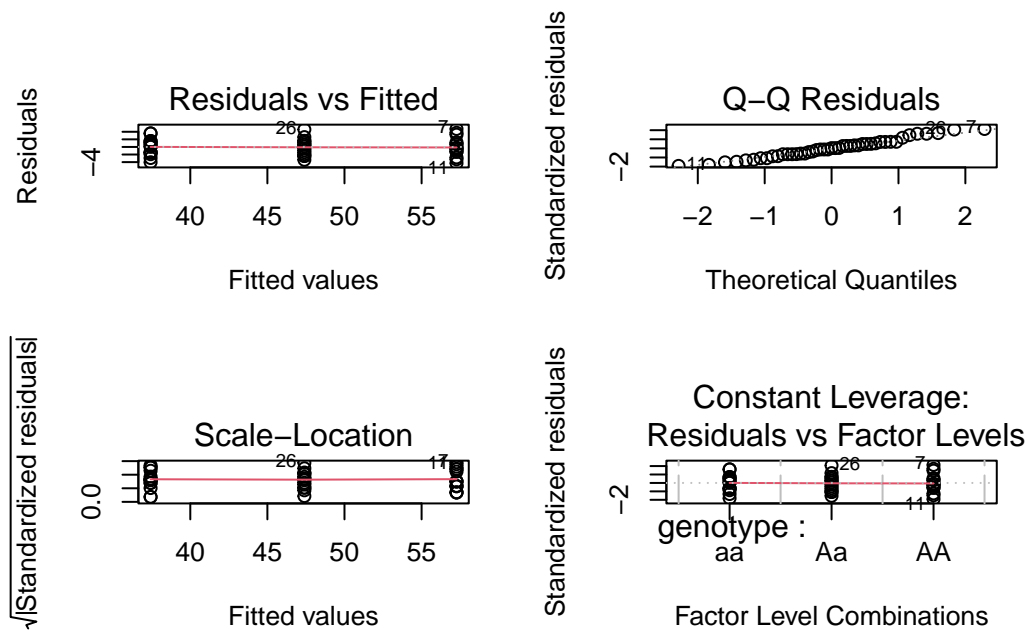 Residuals vs Fitted
Residuals
−4
26
7
11
40 45 50 55
Fitted values
Q−Q Residuals
Standardized residuals
−2
11
26 7
−2 −1 0 1 2
Theoretical Quantiles
Scale−Location
√|Standardized residuals|
0.0
26
7
11
40 45 50 55
Fitted values
Constant Leverage:
Residuals vs Factor Levels
Standardized residuals
−2
26
7
11
genotype :
aa Aa AA
Factor Level Combinations